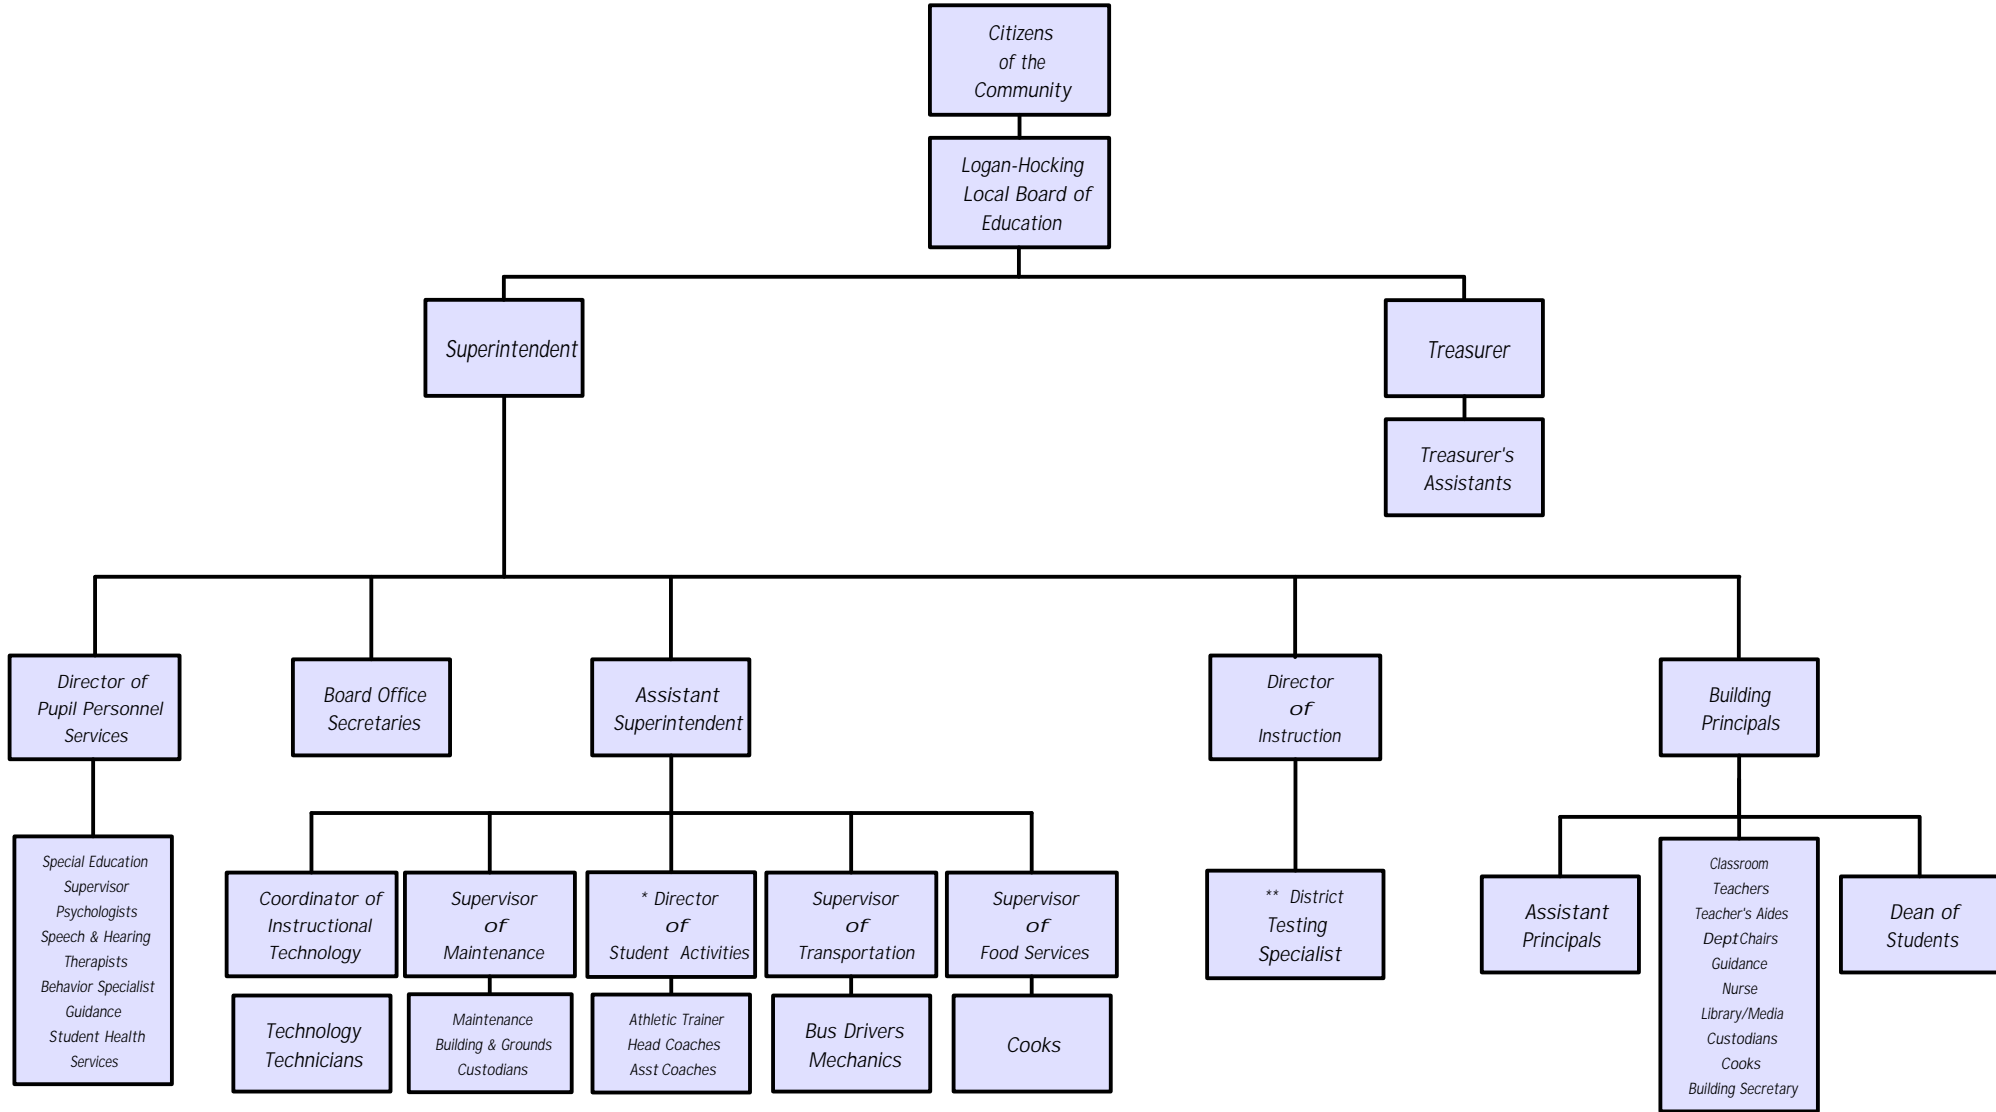 Citizens
of the
Community
Logan-Hocking
Local Board of
Education
Superintendent
Treasurer
Treasurer's
Assistants
Director of
Pupil Personnel
Services
Board Office
Secretaries
Assistant
Superintendent
Director
of
Instruction
Building
Principals
Special Education
Supervisor
Psychologists
Speech & Hearing
Therapists
Behavior Specialist
Guidance
Student Health
Services
Coordinator of
Instructional
Technology
Supervisor
of
Maintenance
* Director
of
Student Activities
Supervisor
of
Transportation
Supervisor
of
Food Services
Technology
Technicians
Maintenance
Building & Grounds
Custodians
Athletic Trainer
Head Coaches
Asst Coaches
Bus Drivers
Mechanics
Cooks
** District
Testing
Specialist
Assistant
Principals
Classroom
Teachers
Teacher's Aides
Dept Chairs
Guidance
Nurse
Library/Media
Custodians
Cooks
Building Secretary
Dean of
Students